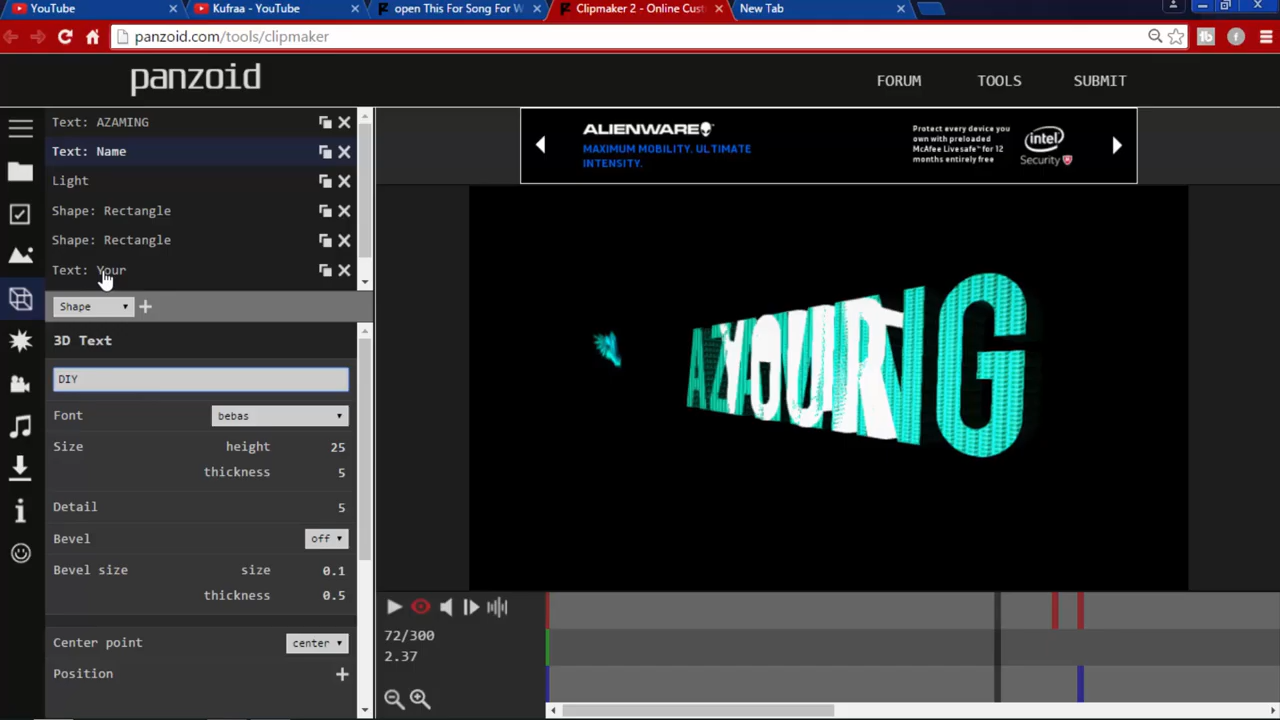 YouTube
Kufraa - YouTube
open This For Song For W
Clipmaker 2 - Online Cust
New Tab
panzoid.com/tools/clipmaker
tb
f
panzoid
FORUM
TOOLS
SUBMIT
Text: AZAMING
Text: Name
Light
Shape: Rectangle
Shape: Rectangle
Text: Your
Shape
3D Text
DIY
Font
bebas
Size
height
25
thickness
5
Detail
5
Bevel
off
Bevel size
size
0.1
thickness
0.5
Center point
center
Position
ALIENWARE
MAXIMUM MOBILITY. ULTIMATE
INTENSITY.
Protect every device you
own with preloaded
McAfee Livesafe™ for 12
months entirely free
intel
Security
YOUR
72/300
2.37